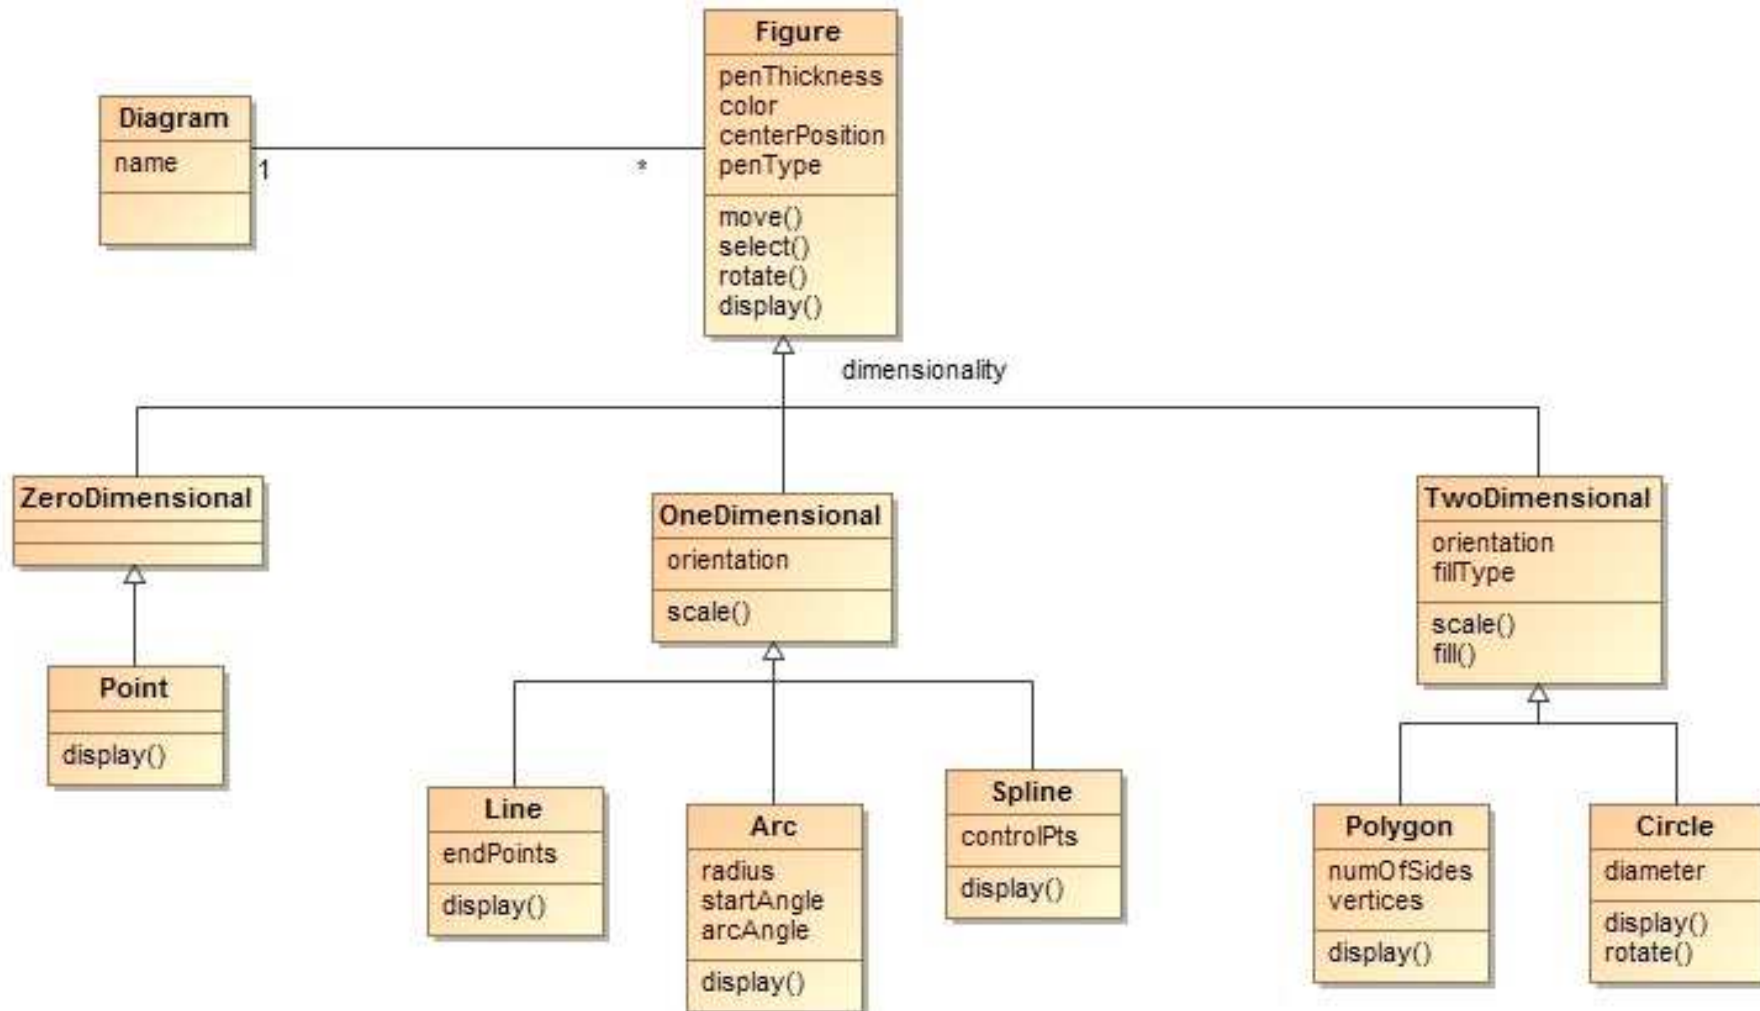 Figure
penThickness
color
centerPosition
penType
move()
select()
rotate()
display()
Diagram
name
1
*
dimensionality
ZeroDimensional
OneDimensional
orientation
scale()
TwoDimensional
orientation
fillType
scale()
fill()
Point
display()
Line
endPoints
display()
Arc
radius
startAngle
arcAngle
display()
Spline
controlPts
display()
Polygon
numOfSides
vertices
display()
Circle
diameter
display()
rotate()